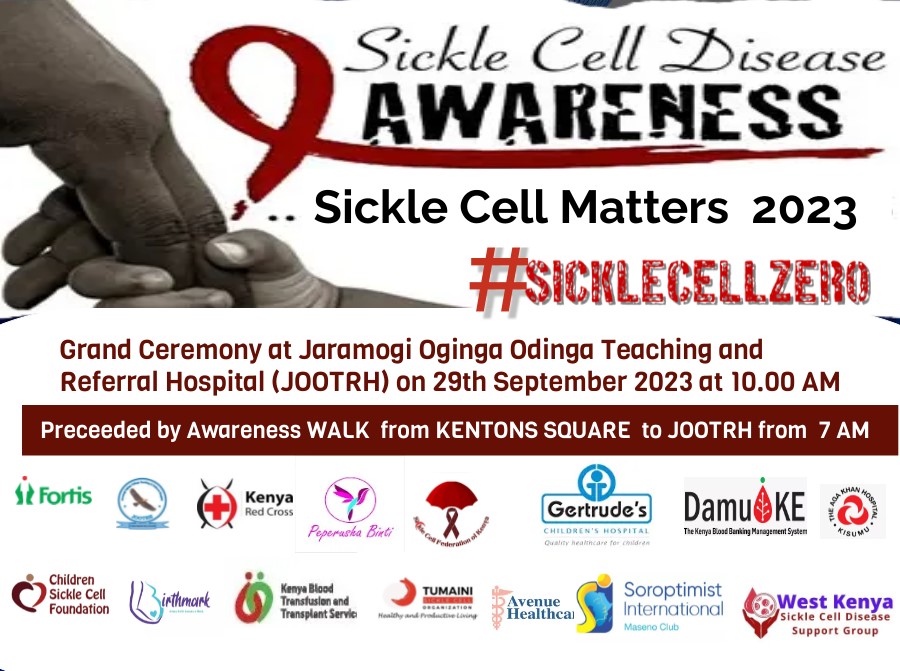 Sickle Cell Disease
AWARENESS
.. Sickle Cell Matters 2023
#SICKLECELLZERO
Grand Ceremony at Jaramogi Oginga Odinga Teaching and
Referral Hospital (JOOTRH) on 29th September 2023 at 10.00 AM
Preceeded by Awareness WALK from KENTONS SQUARE to JOOTRH from 7 AM
Fortis
Kenya
Red Cross
Peperusha Binti
Sickle Cell Federation of Kenya
Gertrude's
CHILDREN'S HOSPITAL
Quality healthcare for children
Damu KE
The Kenya Blood Banking Management System
THE AGA KHAN HOSPITAL
KISUMU
Children
Sickle Cell
Foundation
Birthmark
Kenya Blood
Transfusion and
Transplant Servic
TUMAINI
SICKLE CELL
ORGANIZATION
Healthy and Productive Living
Avenue
Healthcar
Soroptimist
International
Maseno Club
West Kenya
Sickle Cell Disease
Support Group